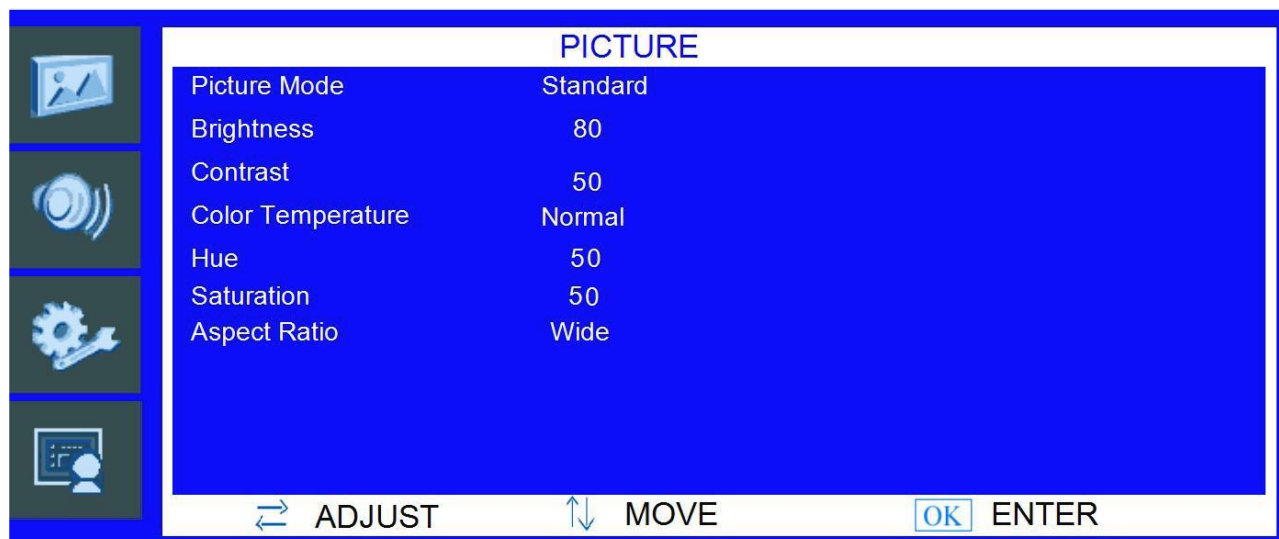 PICTURE
Picture Mode Standard
Brightness 80
Contrast 50
Color Temperature Normal
Hue 50
Saturation 50
Aspect Ratio Wide
ADJUST MOVE OK ENTER